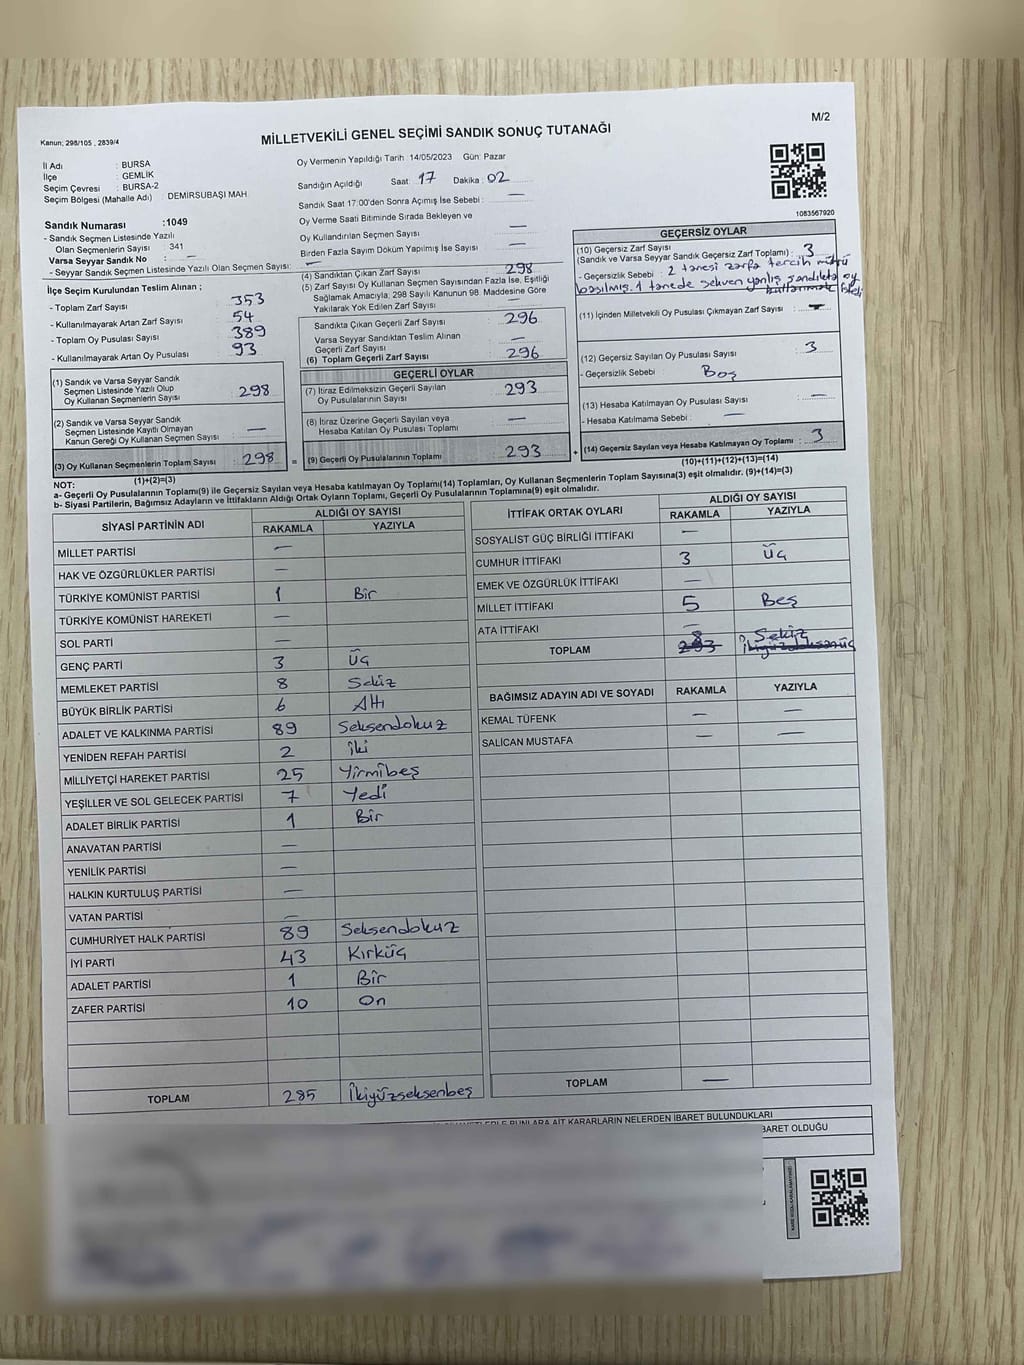 M/2
Kanun; 298/105 , 2839/4
MİLLETVEKİLİ GENEL SEÇİMİ SANDIK SONUÇ TUTANAĞI
İl Adı : BURSA
İlçe : GEMLİK
Seçim Çevresi : BURSA-2
Seçim Bölgesi (Mahalle Adı) : DEMİRSUBAŞI MAH
Sandık Numarası :1049
- Sandık Seçmen Listesinde Yazılı
Olan Seçmenlerin Sayısı : 341
Varsa Seyyar Sandık No : —
- Seyyar Sandık Seçmen Listesinde Yazılı Olan Seçmen Sayısı: —
İlçe Seçim Kurulundan Teslim Alınan ;
- Toplam Zarf Sayısı 353
- Kullanılmayarak Artan Zarf Sayısı 54
- Toplam Oy Pusulası Sayısı 389
- Kullanılmayarak Artan Oy Pusulası 93
(1) Sandık ve Varsa Seyyar Sandık
Seçmen Listesinde Yazılı Olup
Oy Kullanan Seçmenlerin Sayısı : 298
(2) Sandık ve Varsa Seyyar Sandık
Seçmen Listesinde Kayıtlı Olmayan
Kanun Gereği Oy Kullanan Seçmen Sayısı : —
(3) Oy Kullanan Seçmenlerin Toplam Sayısı : 298
(1)+(2)=(3)
Oy Vermenin Yapıldığı Tarih 14/05/2023 Gün: Pazar
Sandığın Açıldığı Saat: 17 Dakika : 02
Sandık Saat 17:00'den Sonra Açımış İse Sebebi : —
Oy Verme Saati Bitiminde Sırada Bekleyen ve
Oy Kullandırılan Seçmen Sayısı : —
Birden Fazla Sayım Döküm Yapılmış İse Sayısı : —
(4) Sandıktan Çıkan Zarf Sayısı : 298
(5) Zarf Sayısı Oy Kullanan Seçmen Sayısından Fazla İse, Eşitliği
Sağlamak Amacıyla; 298 Sayılı Kanunun 98. Maddesine Göre
Yakılarak Yok Edilen Zarf Sayısı :
Sandıkta Çıkan Geçerli Zarf Sayısı : 296
Varsa Seyyar Sandıktan Teslim Alınan
Geçerli Zarf Sayısı : —
(6) Toplam Geçerli Zarf Sayısı : 296
GEÇERLİ OYLAR
(7) İtiraz Edilmeksizin Geçerli Sayılan
Oy Pusulalarının Sayısı : 293
(8) İtiraz Üzerine Geçerli Sayılan veya
Hesaba Katılan Oy Pusulası Toplamı : —
= (9) Geçerli Oy Pusulalarının Toplamı : 293
1083567920
GEÇERSİZ OYLAR
(10) Geçersiz Zarf Sayısı
(Sandık ve Varsa Seyyar Sandık Geçersiz Zarf Toplamı) : 3
- Geçersizlik Sebebi : 2 tanesi zarfa tercih mührü
basılmış. 1 tanede sehven yanlış sandıkta oy
(11) İçinden Milletvekili Oy Pusulası Çıkmayan Zarf Sayısı : —
(12) Geçersiz Sayılan Oy Pusulası Sayısı : 3
- Geçersizlik Sebebi : Boş
(13) Hesaba Katılmayan Oy Pusulası Sayısı : —
- Hesaba Katılmama Sebebi : —
+ (14) Geçersiz Sayılan veya Hesaba Katılmayan Oy Toplamı : 3
(10)+(11)+(12)+(13)=(14)
NOT:
a- Geçerli Oy Pusulalarının Toplamı(9) ile Geçersiz Sayılan veya Hesaba Katılmayan Oy Toplamı(14) Toplamları, Oy Kullanan Seçmenlerin Toplam Sayısına(3) eşit olmalıdır. (9)+(14)=(3)
b- Siyasi Partilerin, Bağımsız Adayların ve İttifakların Aldığı Ortak Oyların Toplamı, Geçerli Oy Pusulalarının Toplamına(9) eşit olmalıdır.
SİYASİ PARTİNİN ADI ALDIĞI OY SAYISI
RAKAMLA YAZIYLA
MİLLET PARTİSİ —
HAK VE ÖZGÜRLÜKLER PARTİSİ —
TÜRKİYE KOMÜNİST PARTİSİ 1 Bir
TÜRKİYE KOMÜNİST HAREKETİ —
SOL PARTİ —
GENÇ PARTİ 3 Üç
MEMLEKET PARTİSİ 8 Sekiz
BÜYÜK BİRLİK PARTİSİ 6 Altı
ADALET VE KALKINMA PARTİSİ 89 Seksendokuz
YENİDEN REFAH PARTİSİ 2 İki
MİLLİYETÇİ HAREKET PARTİSİ 25 Yirmibeş
YEŞİLLER VE SOL GELECEK PARTİSİ 7 Yedi
ADALET BİRLİK PARTİSİ 1 Bir
ANAVATAN PARTİSİ —
YENİLİK PARTİSİ —
HALKIN KURTULUŞ PARTİSİ —
VATAN PARTİSİ —
CUMHURİYET HALK PARTİSİ 89 Seksendokuz
İYİ PARTİ 43 Kırküç
ADALET PARTİSİ 1 Bir
ZAFER PARTİSİ 10 On
TOPLAM 285 İkiyüzseksenbeş
İTTİFAK ORTAK OYLARI ALDIĞI OY SAYISI
RAKAMLA YAZIYLA
SOSYALİST GÜÇ BİRLİĞİ İTTİFAKI —
CUMHUR İTTİFAKI 3 Üç
EMEK VE ÖZGÜRLÜK İTTİFAKI —
MİLLET İTTİFAKI 5 Beş
ATA İTTİFAKI —
TOPLAM 8 Sekiz
BAĞIMSIZ ADAYIN ADI VE SOYADI RAKAMLA YAZIYLA
KEMAL TÜFENK — —
SALİCAN MUSTAFA — —
TOPLAM —
BUNLARA AİT KARARLARIN NELERDEN İBARET BULUNDUKLARI
BARET OLDUĞU